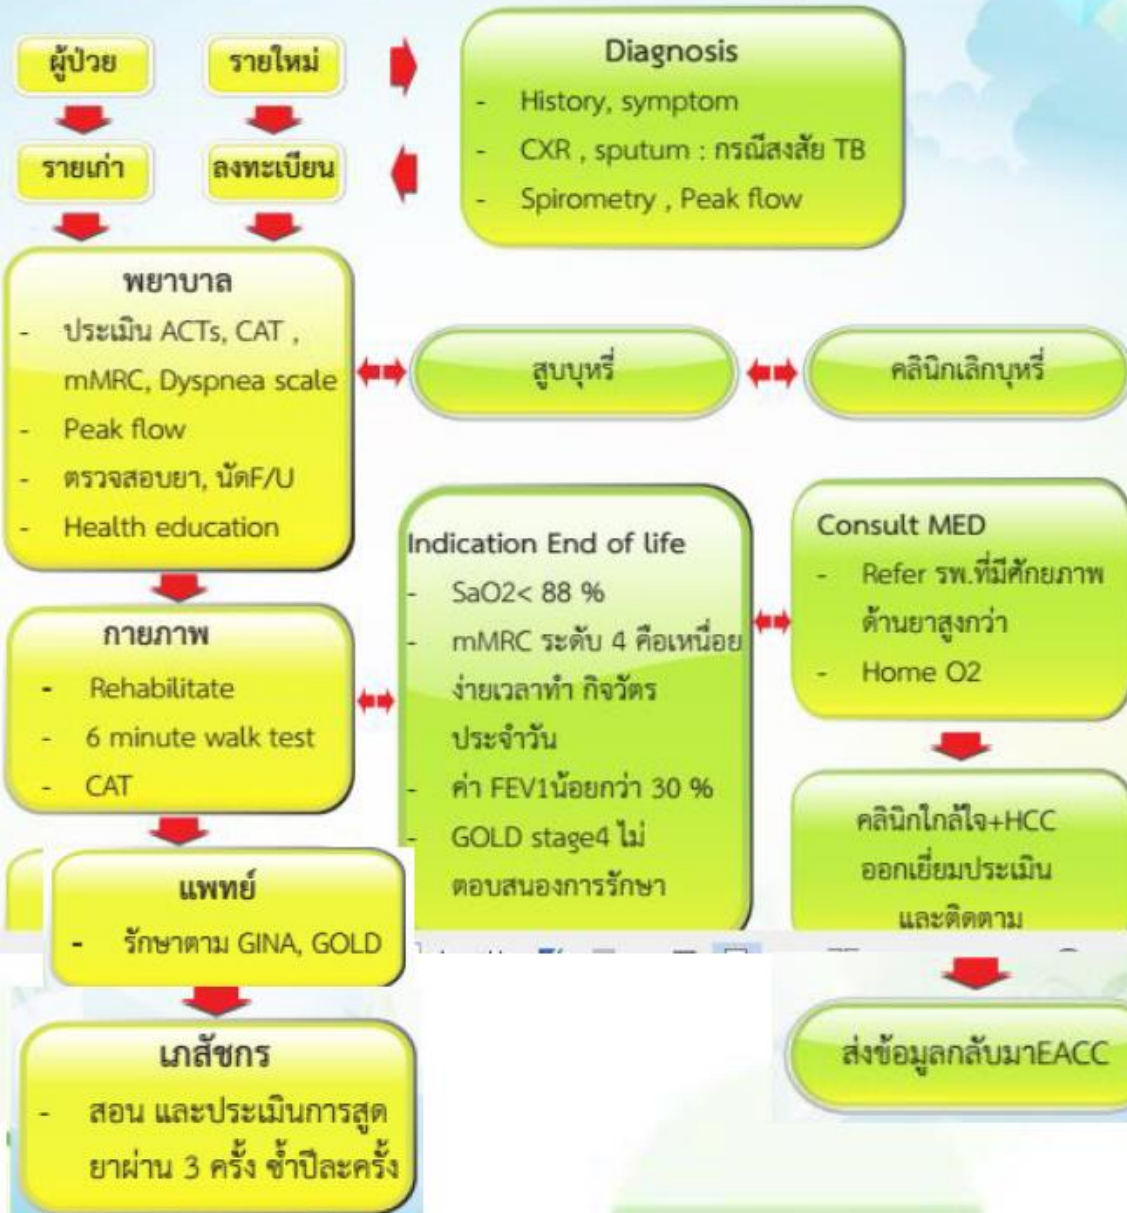 ผู้ป่วย
รายใหม่
รายเก่า
ลงทะเบียน
Diagnosis
- History, symptom
- CXR , sputum : กรณีสงสัย TB
- Spirometry , Peak flow
พยาบาล
- ประเมิน ACTs, CAT ,
mMRC, Dyspnea scale
- Peak flow
- ตรวจสอบยา, นัดF/U
- Health education
สูบบุหรี่
คลินิกเลิกบุหรี่
กายภาพ
- Rehabilitate
- 6 minute walk test
- CAT
Indication End of life
- SaO2< 88 %
- mMRC ระดับ 4 คือเหนื่อย
ง่ายเวลาทำ กิจวัตร
ประจำวัน
- ค่า FEV1น้อยกว่า 30 %
- GOLD stage4 ไม่
ตอบสนองการรักษา
Consult MED
- Refer รพ.ที่มีศักยภาพ
ด้านยาสูงกว่า
- Home O2
คลินิกใกล้ใจ+HCC
ออกเยี่ยมประเมิน
และติดตาม
แพทย์
- รักษาตาม GINA, GOLD
เภสัชกร
- สอน และประเมินการสูด
ยาผ่าน 3 ครั้ง ซ้ำปีละครั้ง
ส่งข้อมูลกลับมาEACC